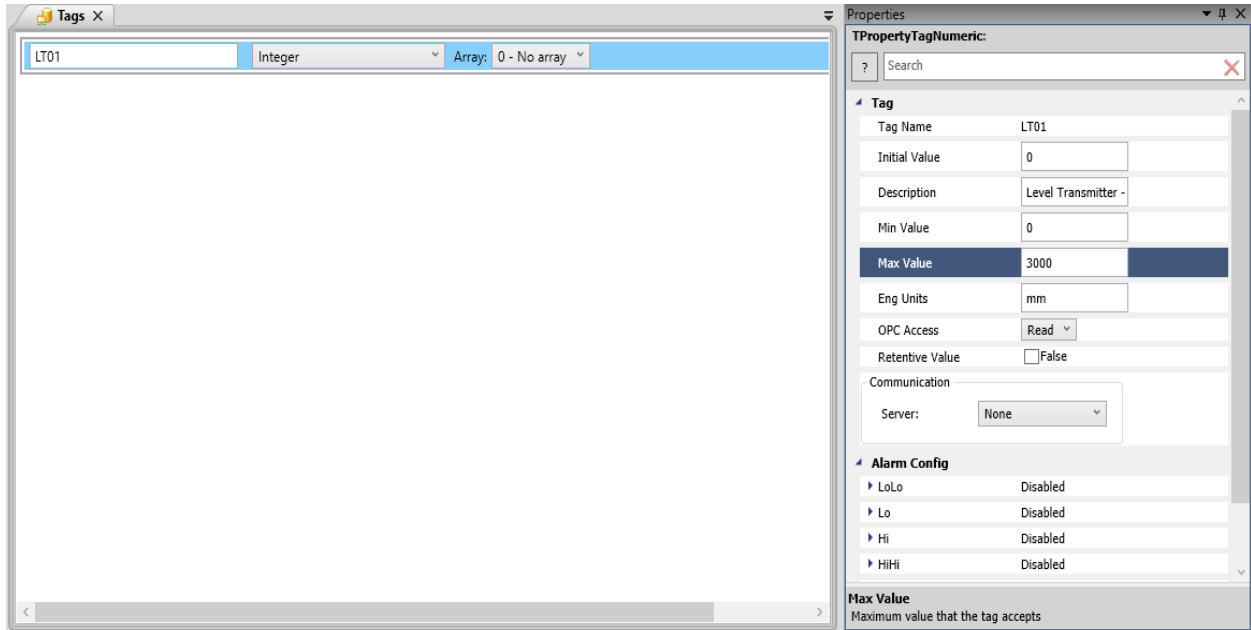 Tags
LT01 Integer Array: 0 - No array
Properties
TPropertyTagNumeric:
? Search
Tag
Tag Name LT01
Initial Value 0
Description Level Transmitter -
Min Value 0
Max Value 3000
Eng Units mm
OPC Access Read
Retentive Value False
Communication
Server: None
Alarm Config
LoLo Disabled
Lo Disabled
Hi Disabled
HiHi Disabled
Max Value
Maximum value that the tag accepts